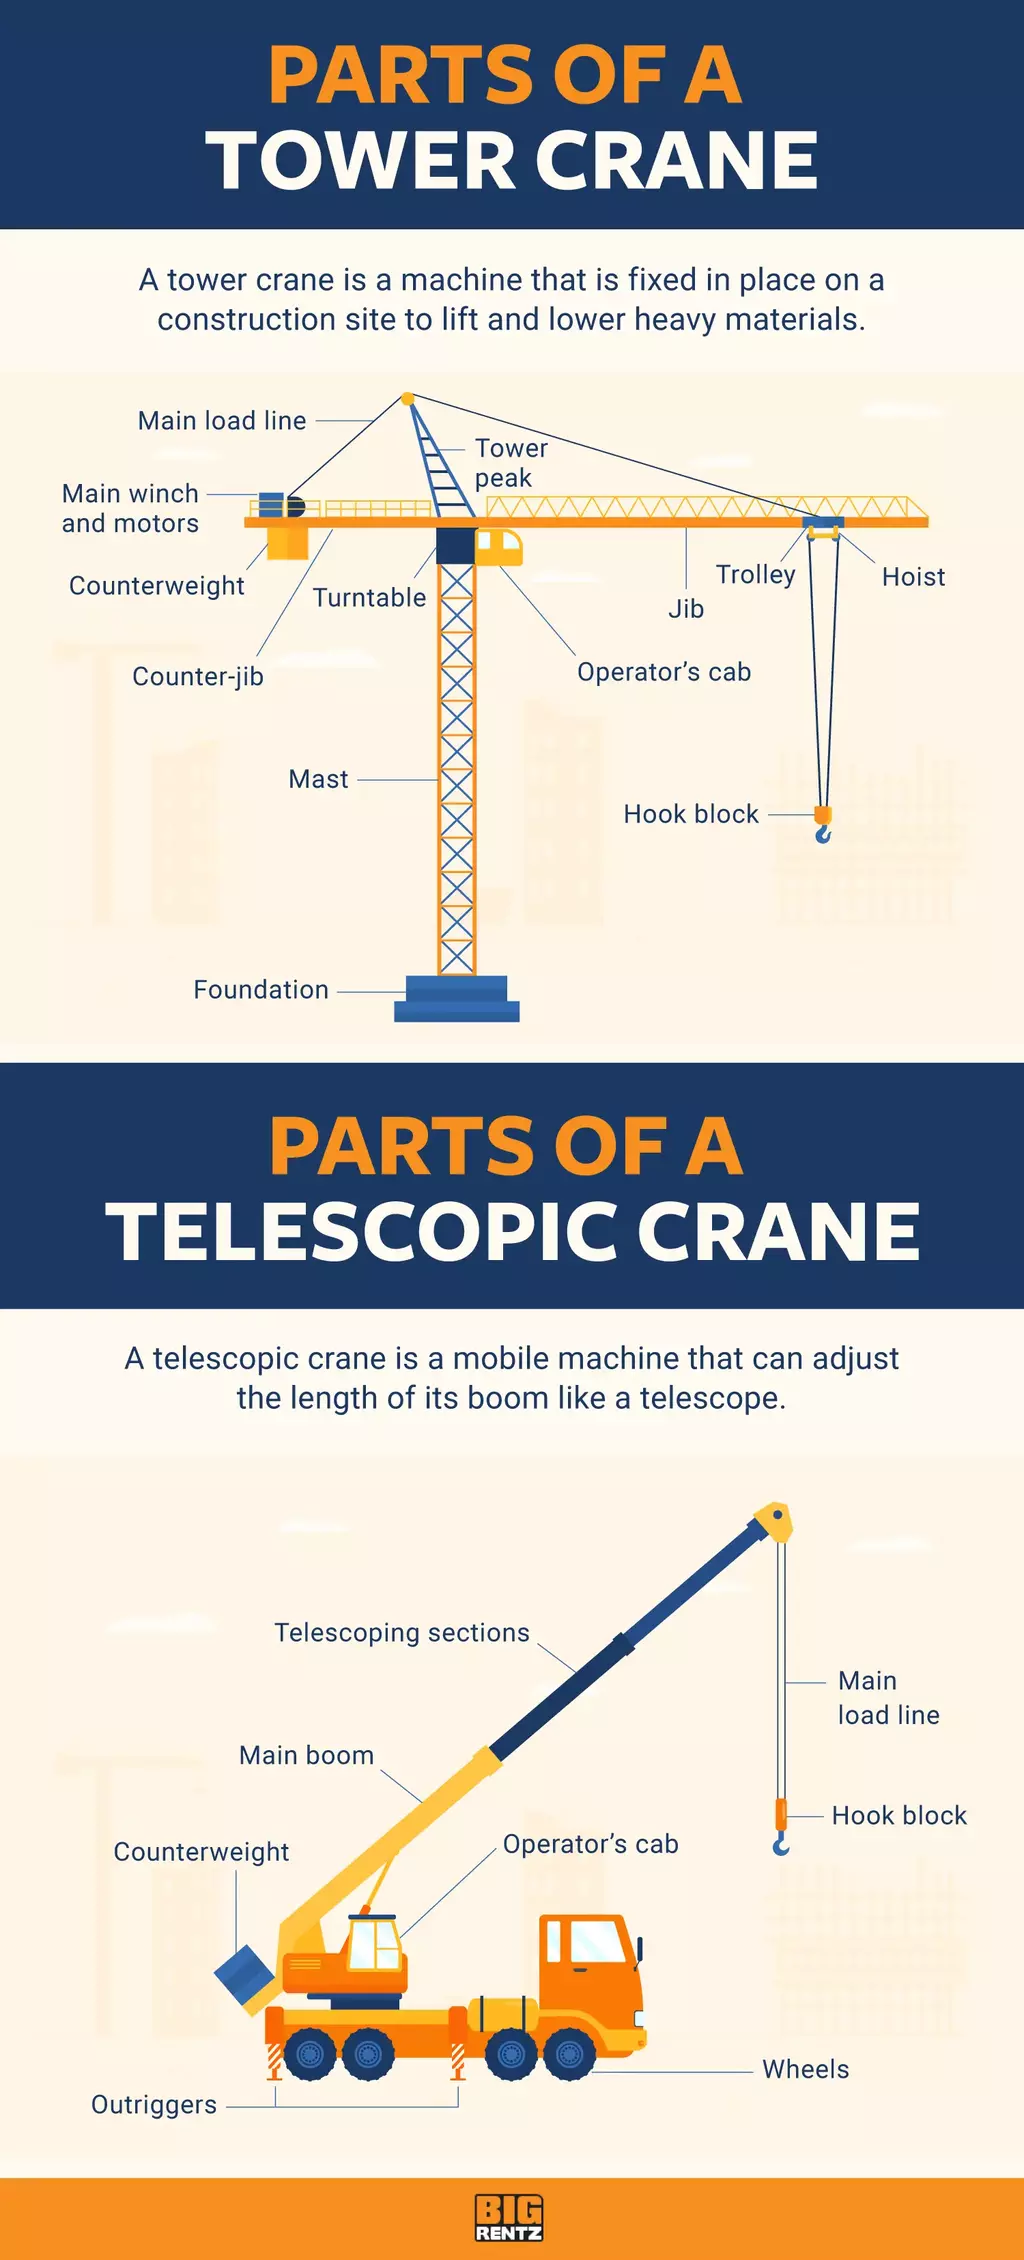 PARTS OF A
TOWER CRANE
A tower crane is a machine that is fixed in place on a
construction site to lift and lower heavy materials.
Main load line
Tower
peak
Main winch
and motors
Counterweight
Turntable
Trolley
Hoist
Jib
Counter-jib
Operator's cab
Mast
Hook block
Foundation
PARTS OF A
TELESCOPIC CRANE
A telescopic crane is a mobile machine that can adjust
the length of its boom like a telescope.
Telescoping sections
Main
load line
Main boom
Hook block
Counterweight
Operator's cab
Wheels
Outriggers
BIG
RENTZ